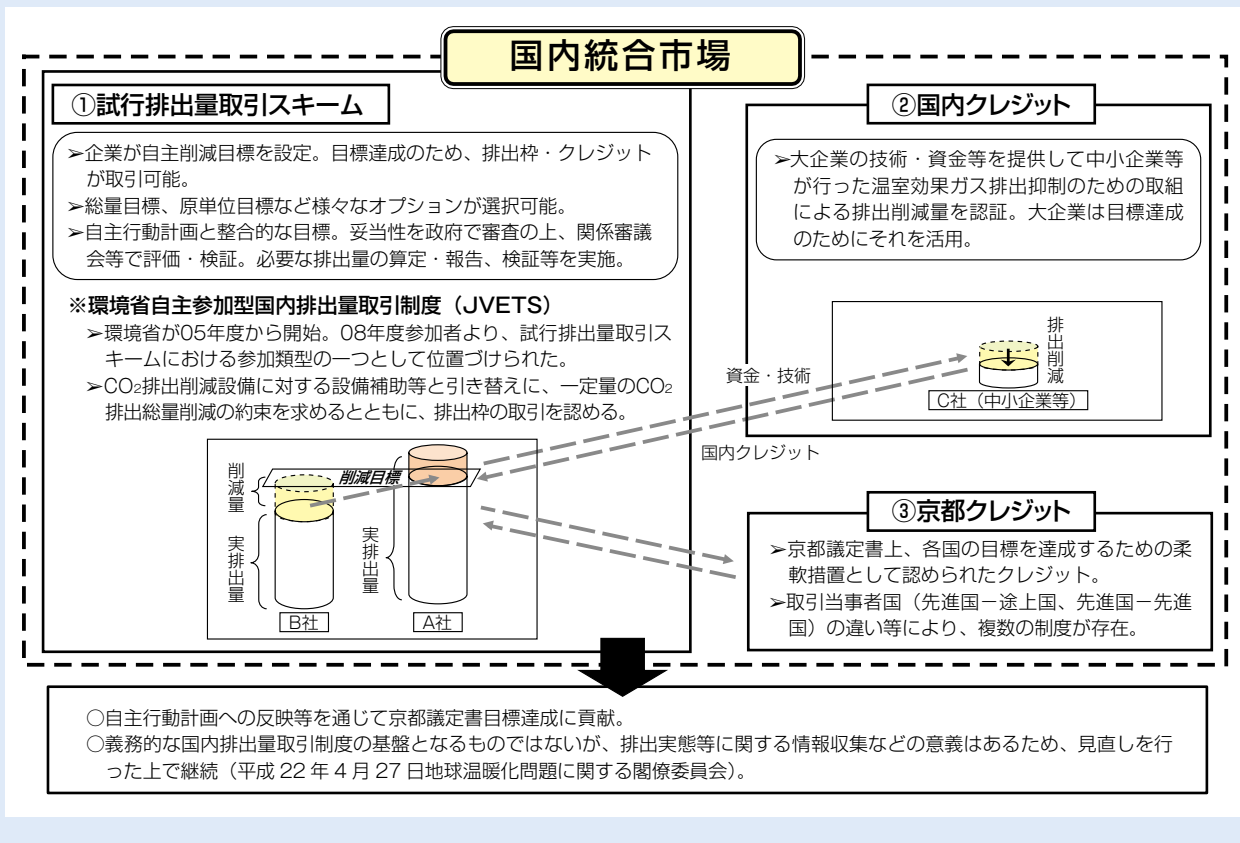 国内統合市場
①試行排出量取引スキーム
➢企業が自主削減目標を設定。目標達成のため、排出枠・クレジット
が取引可能。
➢総量目標、原単位目標など様々なオプションが選択可能。
➢自主行動計画と整合的な目標。妥当性を政府で審査の上、関係審議
会等で評価・検証。必要な排出量の算定・報告、検証等を実施。
※環境省自主参加型国内排出量取引制度（JVETS）
➢環境省が05年度から開始。08年度参加者より、試行排出量取引ス
キームにおける参加類型の一つとして位置づけられた。
➢CO₂排出削減設備に対する設備補助等と引き替えに、一定量のCO₂
排出総量削減の約束を求めるとともに、排出枠の取引を認める。
削減量
削減目標
実排出量
実排出量
B社
A社
②国内クレジット
➢大企業の技術・資金等を提供して中小企業等
が行った温室効果ガス排出抑制のための取組
による排出削減量を認証。大企業は目標達成
のためにそれを活用。
排出削減
C社（中小企業等）
資金・技術
国内クレジット
③京都クレジット
➢京都議定書上、各国の目標を達成するための柔
軟措置として認められたクレジット。
➢取引当事者国（先進国－途上国、先進国－先進
国）の違い等により、複数の制度が存在。
○自主行動計画への反映等を通じて京都議定書目標達成に貢献。
○義務的な国内排出量取引制度の基盤となるものではないが、排出実態等に関する情報収集などの意義はあるため、見直しを行
った上で継続（平成 22 年 4 月 27 日地球温暖化問題に関する閣僚委員会）。